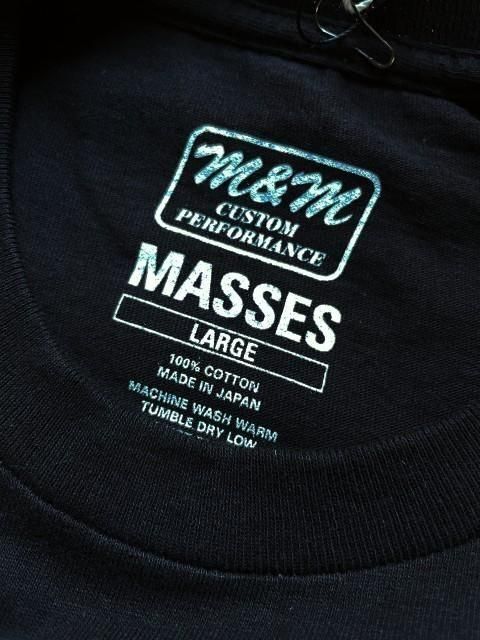 M&M
CUSTOM
PERFORMANCE
MASSES
LARGE
100% COTTON
MADE IN JAPAN
MACHINE WASH WARM
TUMBLE DRY LOW